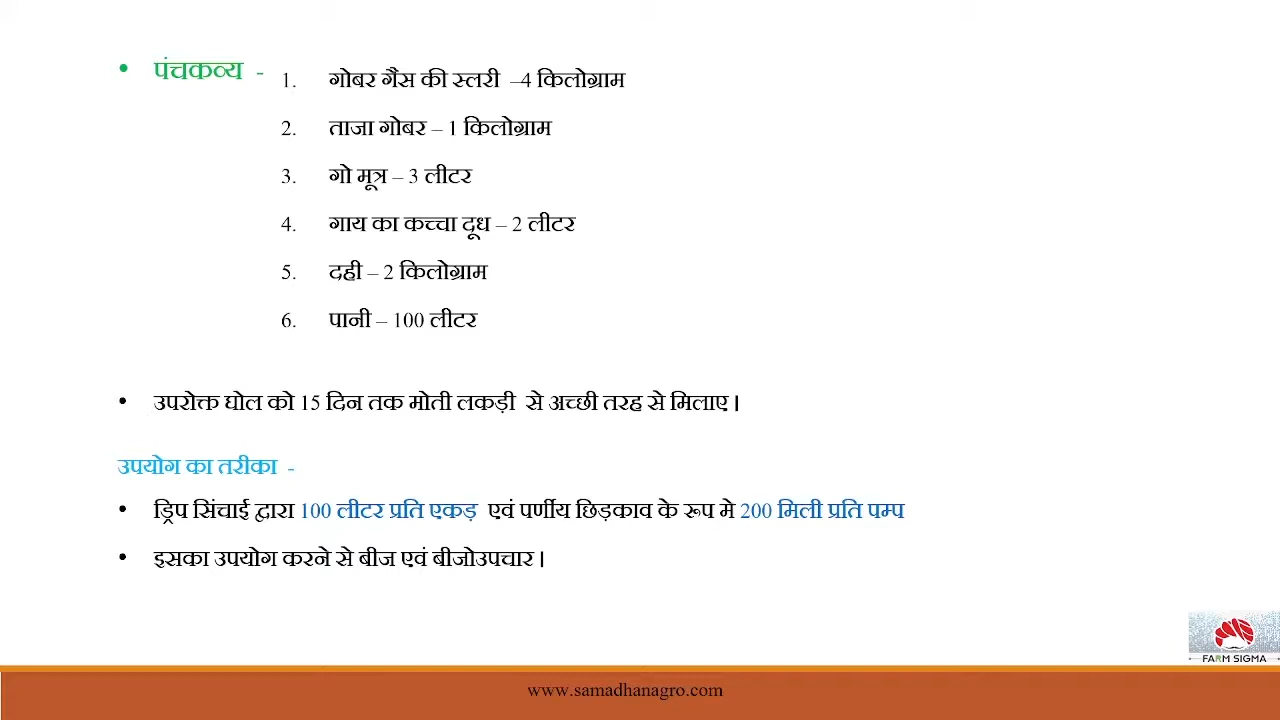 • पंचकव्य -
1. गोबर गैंस की स्लरी –4 किलोग्राम
2. ताजा गोबर – 1 किलोग्राम
3. गो मूत्र – 3 लीटर
4. गाय का कच्चा दूध – 2 लीटर
5. दही – 2 किलोग्राम
6. पानी – 100 लीटर
• उपरोक्त घोल को 15 दिन तक मोती लकड़ी से अच्छी तरह से मिलाए।
उपयोग का तरीका -
• ड्रिप सिंचाई द्वारा 100 लीटर प्रति एकड़ एवं पर्णीय छिड़काव के रूप मे 200 मिली प्रति पम्प
• इसका उपयोग करने से बीज एवं बीजोउपचार।
FARM SIGMA
www.samadhanagro.com